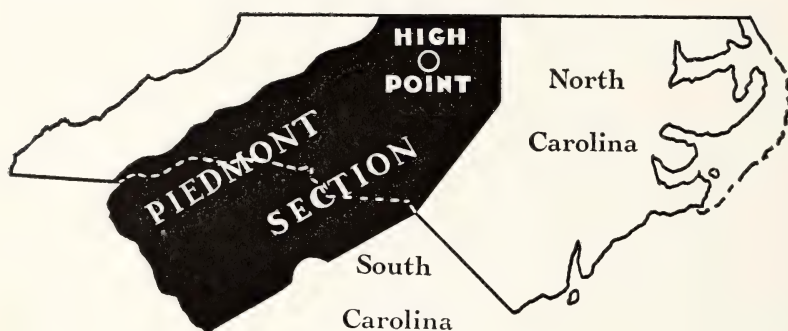 HIGH
POINT
North
Carolina
PIEDMONT
SECTION
South
Carolina